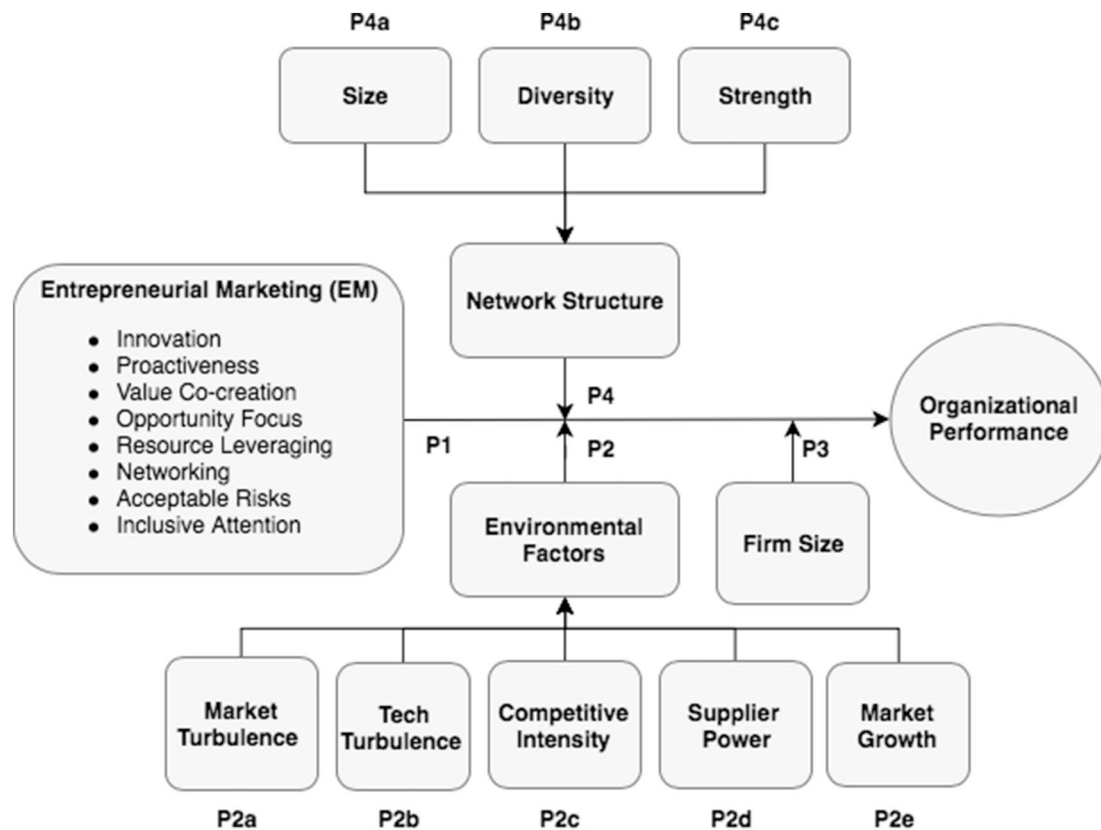 P4a
P4b
P4c
Size
Diversity
Strength
Network Structure
Entrepreneurial Marketing (EM)
● Innovation
● Proactiveness
● Value Co-creation
● Opportunity Focus
● Resource Leveraging
● Networking
● Acceptable Risks
● Inclusive Attention
P4
P1
P2
P3
Organizational
Performance
Environmental
Factors
Firm Size
Market
Turbulence
Tech
Turbulence
Competitive
Intensity
Supplier
Power
Market
Growth
P2a
P2b
P2c
P2d
P2e